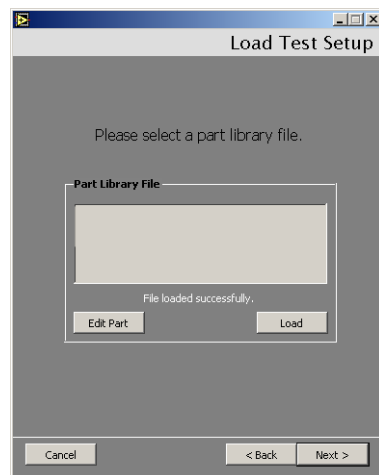 Load Test Setup
Please select a part library file.
Part Library File
File loaded successfully.
Edit Part
Load
Cancel
< Back
Next >